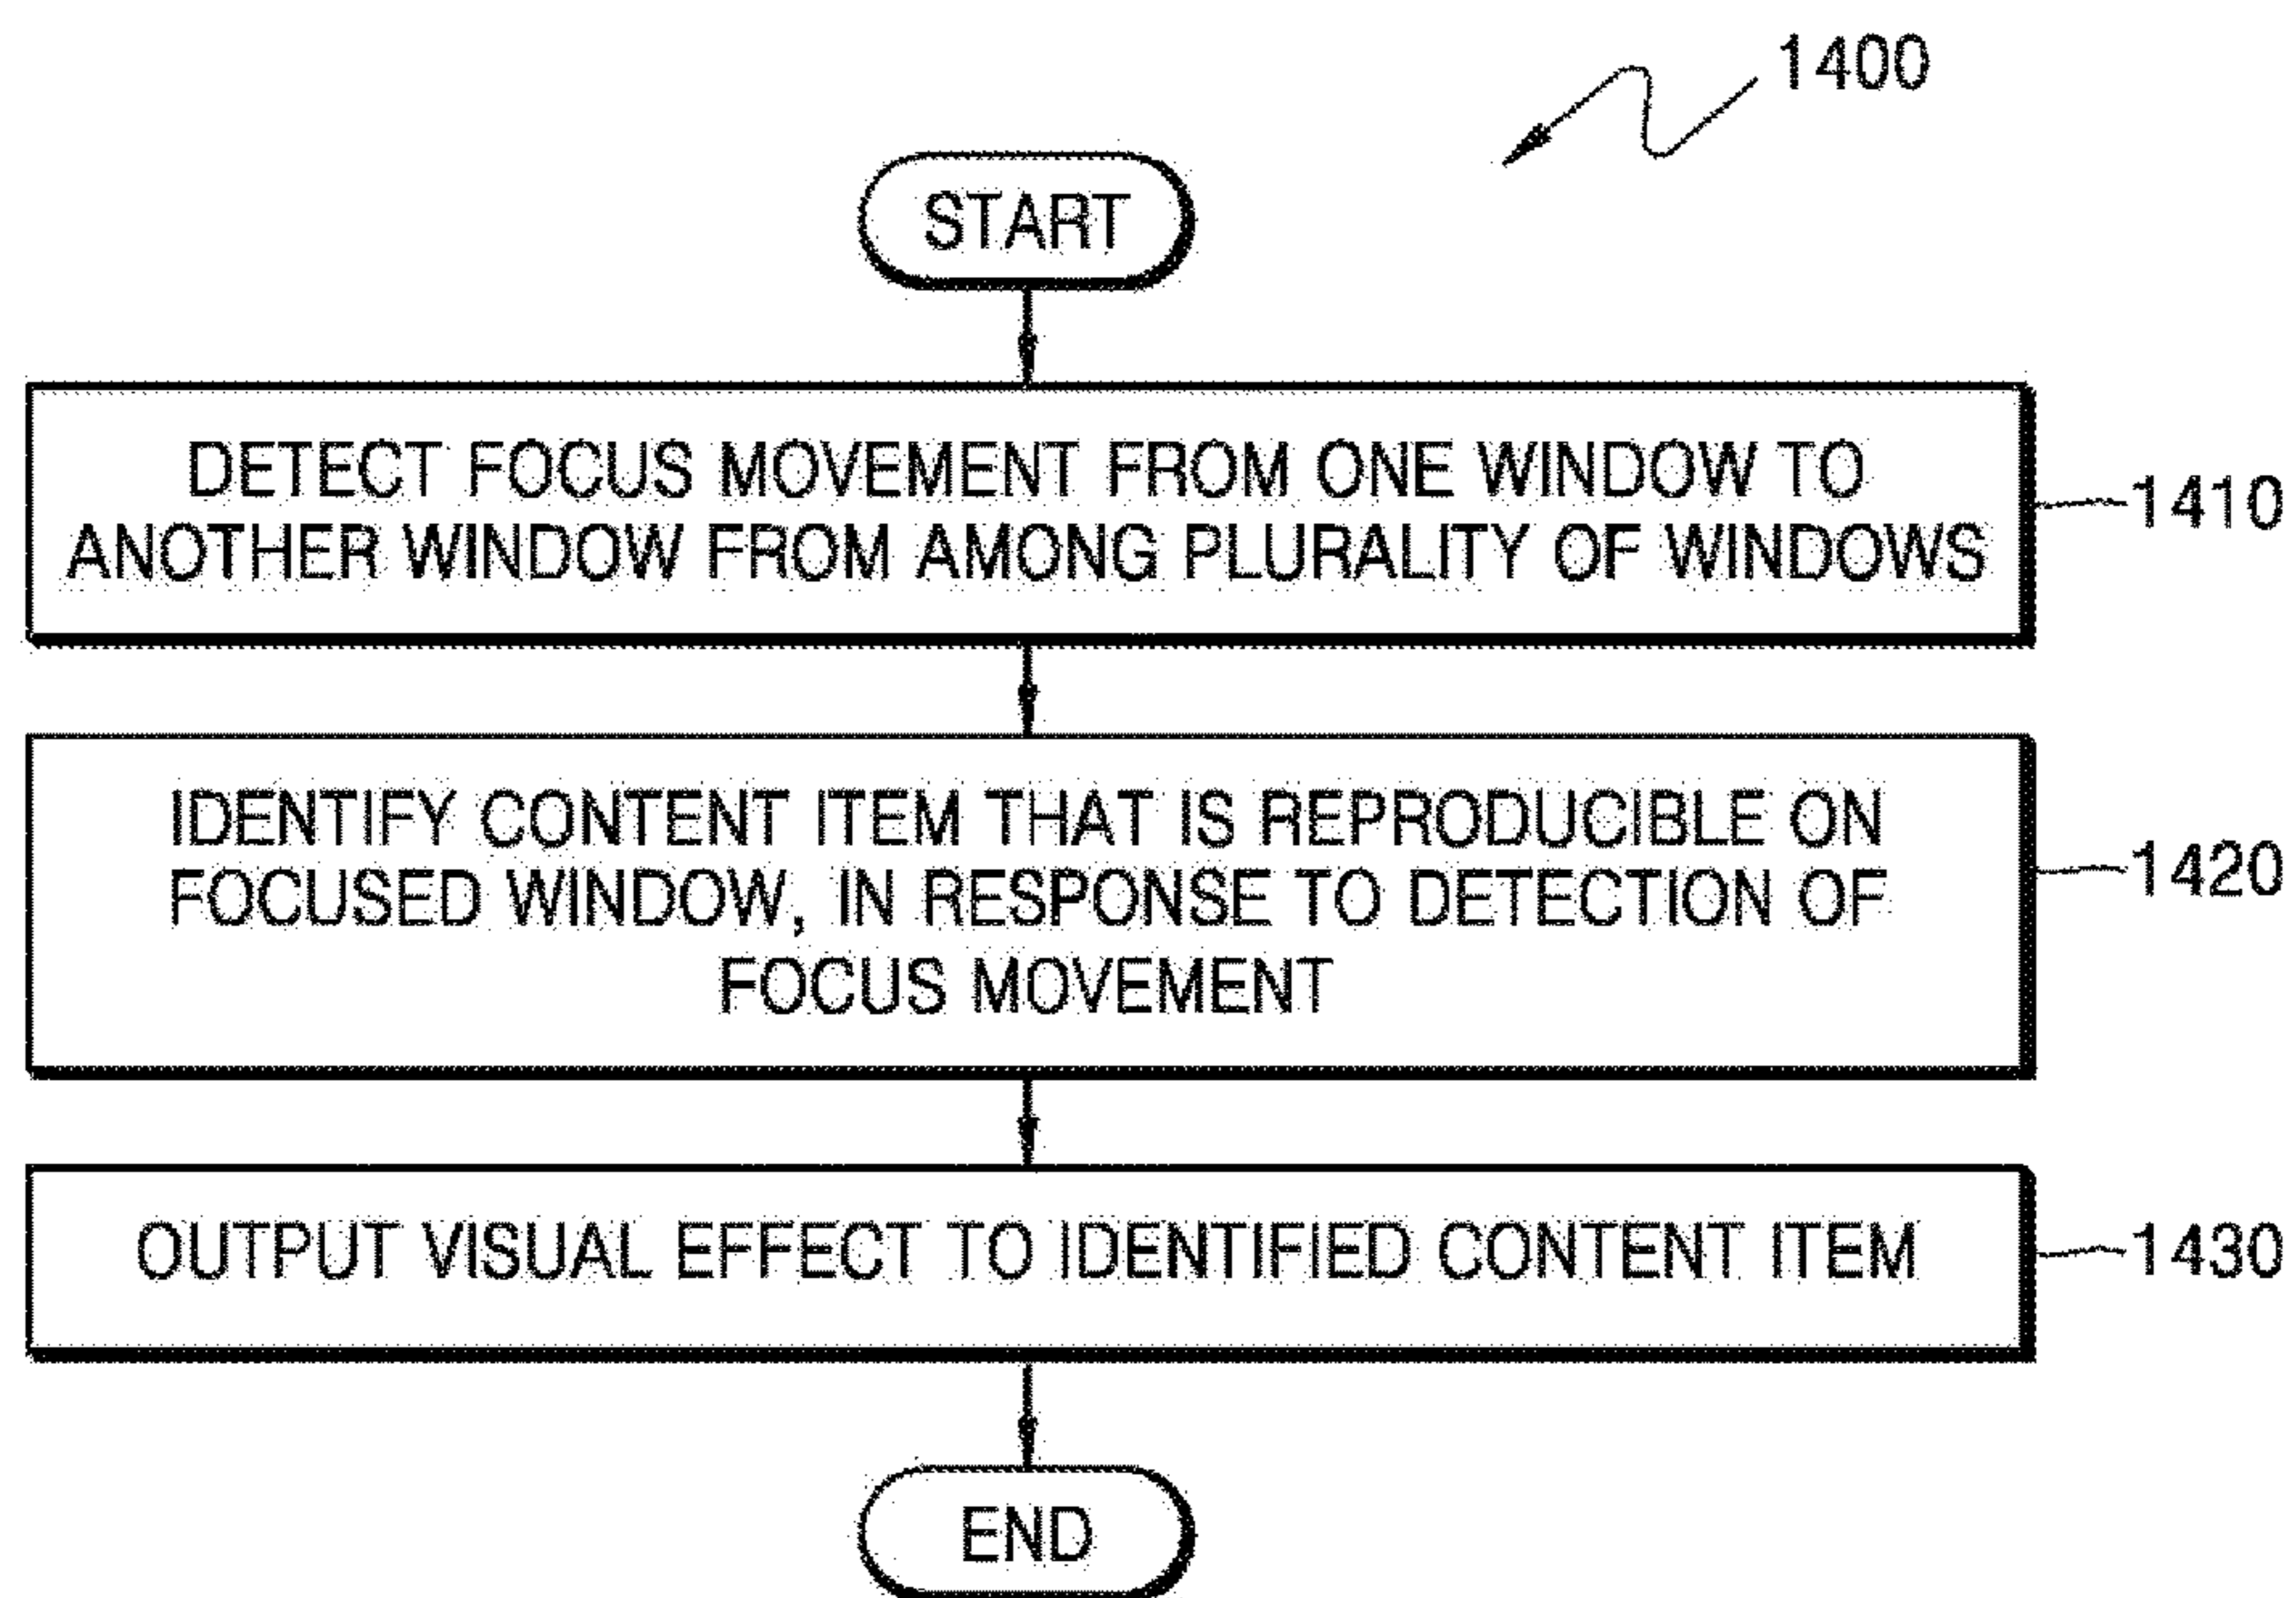 1400
START
DETECT FOCUS MOVEMENT FROM ONE WINDOW TO
ANOTHER WINDOW FROM AMONG PLURALITY OF WINDOWS
1410
IDENTIFY CONTENT ITEM THAT IS REPRODUCIBLE ON
FOCUSED WINDOW, IN RESPONSE TO DETECTION OF
FOCUS MOVEMENT
1420
OUTPUT VISUAL EFFECT TO IDENTIFIED CONTENT ITEM
1430
END